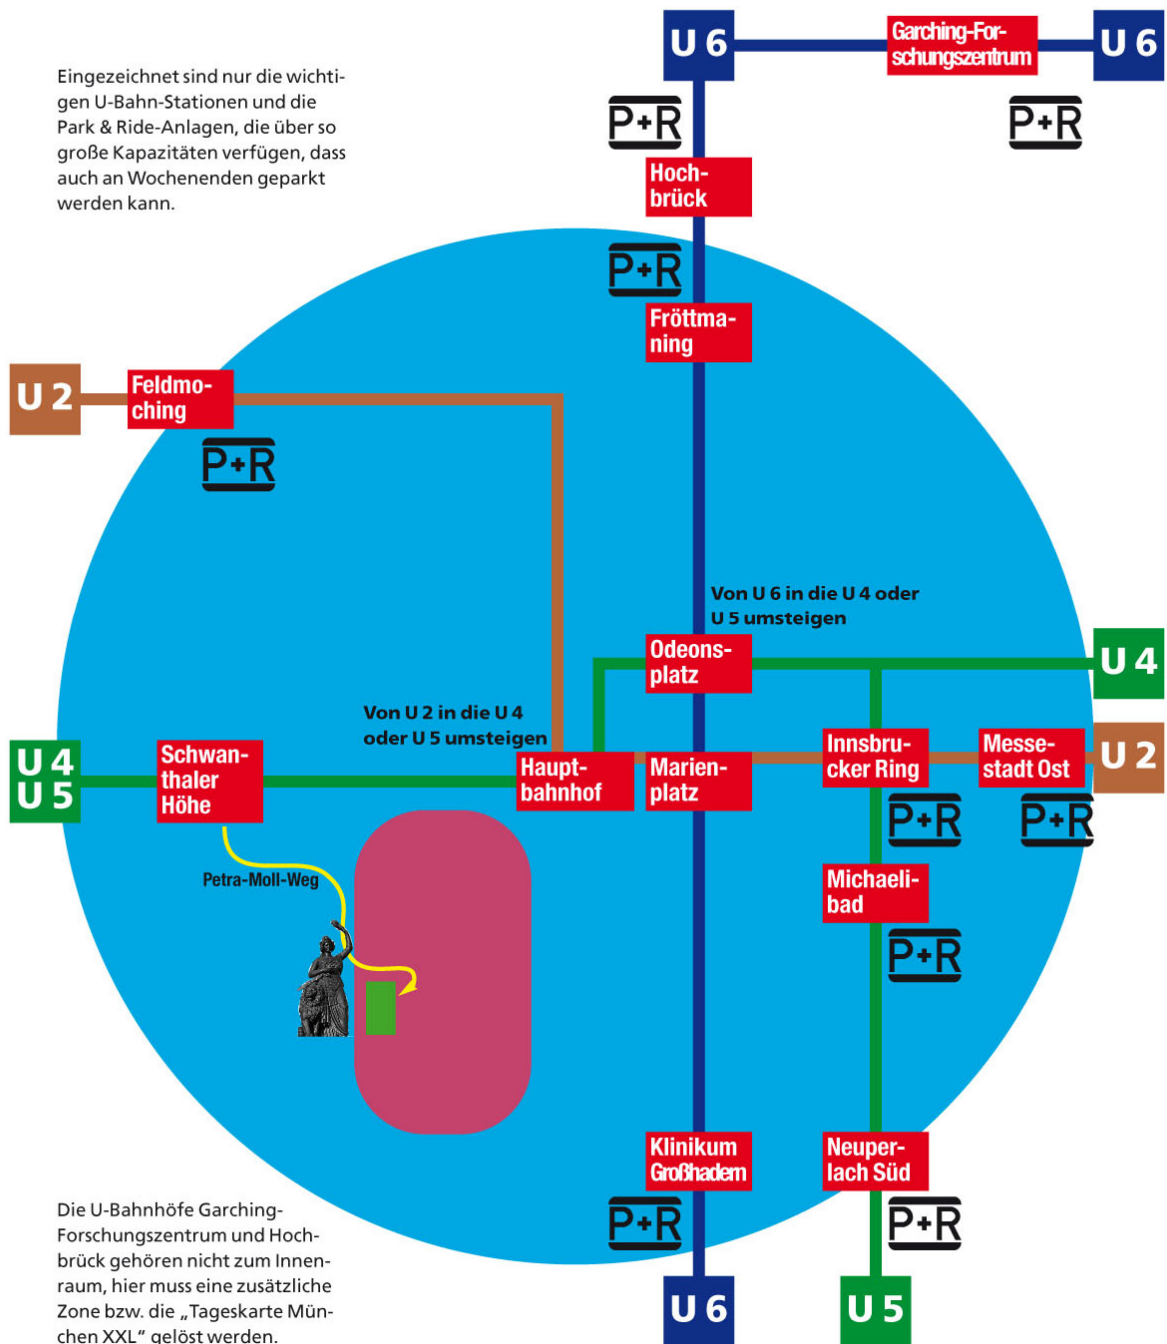 U 6
Garching-For-
schungszentrum
U 6
Eingezeichnet sind nur die wichti-
gen U-Bahn-Stationen und die
Park & Ride-Anlagen, die über so
große Kapazitäten verfügen, dass
auch an Wochenenden geparkt
werden kann.
P+R
P+R
Hoch-
brück
P+R
Fröttma-
ning
U 2
Feldmo-
ching
P+R
Von U 6 in die U 4 oder
U 5 umsteigen
Odeons-
platz
U 4
Von U 2 in die U 4
oder U 5 umsteigen
U 4
U 5
Schwan-
thaler
Höhe
Haupt-
bahnhof
Marien-
platz
Innsbru-
cker Ring
Messe-
stadt Ost
U 2
P+R
P+R
Petra-Moll-Weg
Michaeli-
bad
P+R
Klinikum
Großhadern
Neuper-
lach Süd
P+R
P+R
Die U-Bahnhöfe Garching-
Forschungszentrum und Hoch-
brück gehören nicht zum Innen-
raum, hier muss eine zusätzliche
Zone bzw. die „Tageskarte Mün-
chen XXL“ gelöst werden.
U 6
U 5